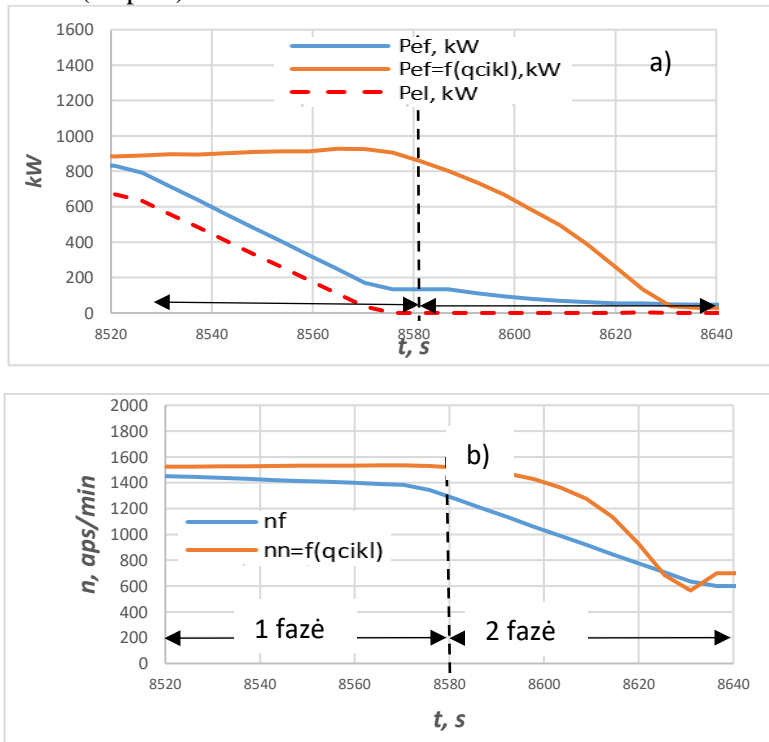 1600
1400
1200
1000
800
600
400
200
0
kW
Pef, kW
Pef=f(qcikl),kW
Pel, kW
a)
8520 8540 8560 8580 8600 8620 8640
t, s
2000
1800
1600
1400
1200
1000
800
600
400
200
0
n, aps/min
b)
nf
nn=f(qcikl)
1 fazė 2 fazė
8520 8540 8560 8580 8600 8620 8640
t, s